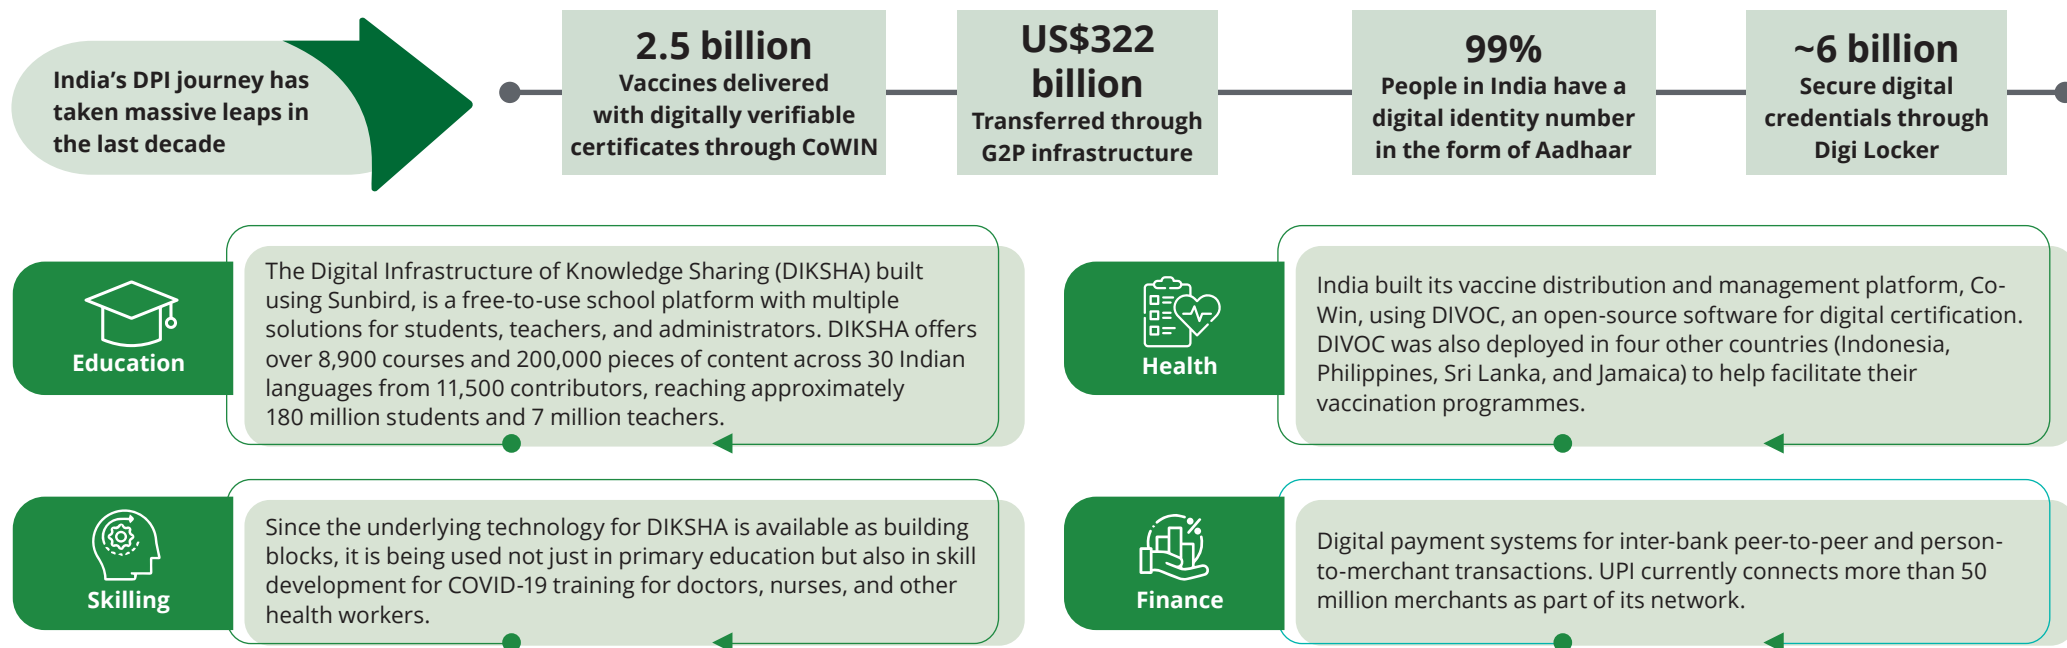 India's DPI journey has
taken massive leaps in
the last decade
2.5 billion
Vaccines delivered
with digitally verifiable
certificates through CoWIN
US$322
billion
Transferred through
G2P infrastructure
99%
People in India have a
digital identity number
in the form of Aadhaar
~6 billion
Secure digital
credentials through
Digi Locker
Education
The Digital Infrastructure of Knowledge Sharing (DIKSHA) built
using Sunbird, is a free-to-use school platform with multiple
solutions for students, teachers, and administrators. DIKSHA offers
over 8,900 courses and 200,000 pieces of content across 30 Indian
languages from 11,500 contributors, reaching approximately
180 million students and 7 million teachers.
Health
India built its vaccine distribution and management platform, Co-
Win, using DIVOC, an open-source software for digital certification.
DIVOC was also deployed in four other countries (Indonesia,
Philippines, Sri Lanka, and Jamaica) to help facilitate their
vaccination programmes.
Skilling
Since the underlying technology for DIKSHA is available as building
blocks, it is being used not just in primary education but also in skill
development for COVID-19 training for doctors, nurses, and other
health workers.
Finance
Digital payment systems for inter-bank peer-to-peer and person-
to-merchant transactions. UPI currently connects more than 50
million merchants as part of its network.